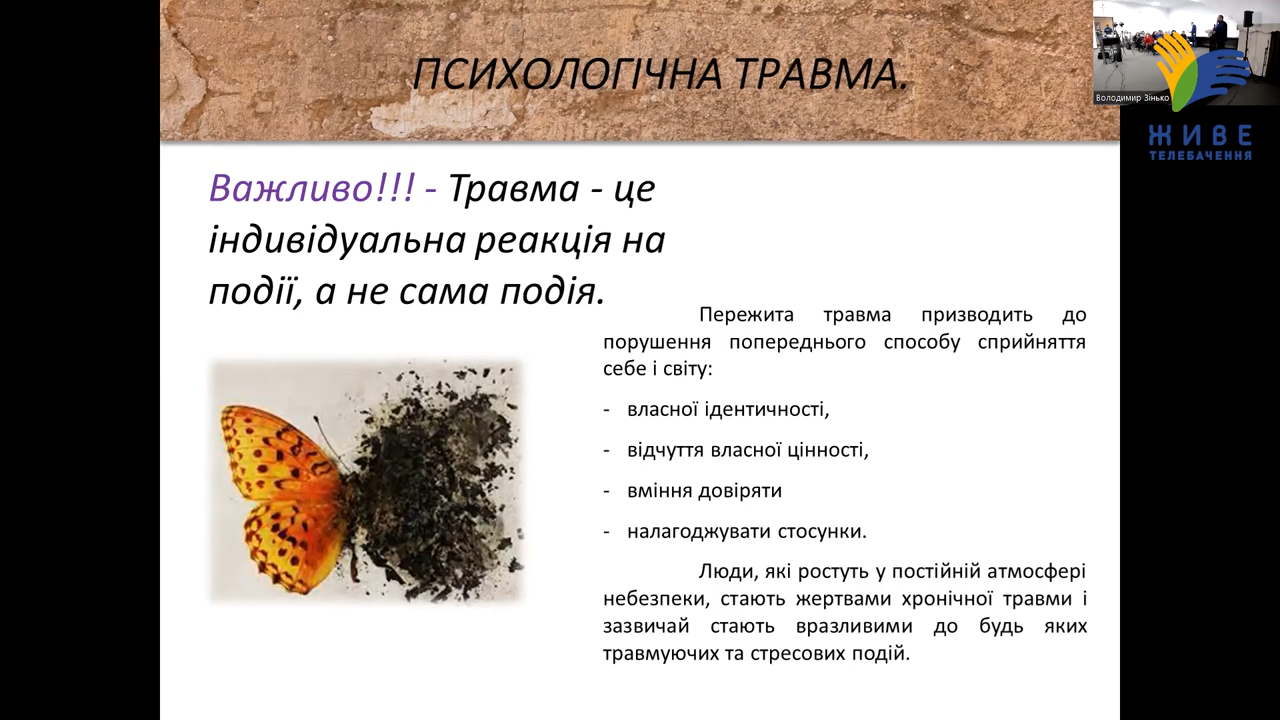 ПСИХОЛОГІЧНА ТРАВМА.
Важливо!!! - Травма - це
індивідуальна реакція на
події, а не сама подія.
Пережита травма призводить до
порушення попереднього способу сприйняття
себе і світу:
- власної ідентичності,
- відчуття власної цінності,
- вміння довіряти
- налагоджувати стосунки.
Люди, які ростуть у постійній атмосфері
небезпеки, стають жертвами хронічної травми і
зазвичай стають вразливими до будь яких
травмуючих та стресових подій.
Володимир Зінько
ЖИВЕ
ТЕЛЕБАЧЕННЯ